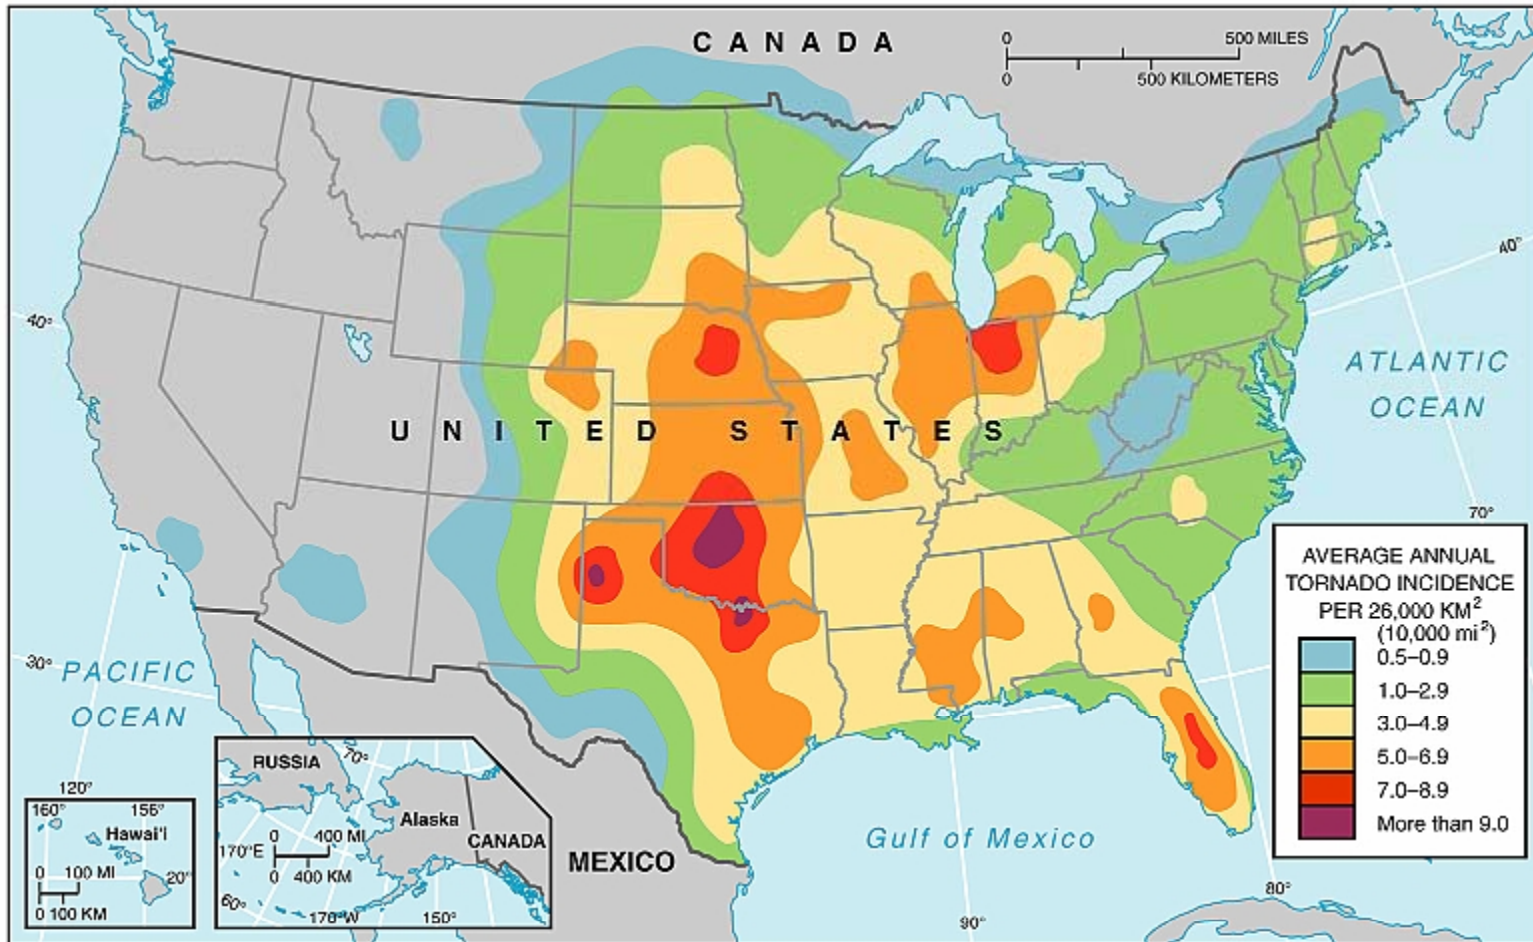 CANADA
0 500 MILES
0 500 KILOMETERS
40°
40°
ATLANTIC
OCEAN
UNITED STATES
70°
30°
PACIFIC
OCEAN
AVERAGE ANNUAL
TORNADO INCIDENCE
PER 26,000 KM²
(10,000 mi²)
0.5–0.9
1.0–2.9
3.0–4.9
5.0–6.9
7.0–8.9
More than 9.0
120°
160° 156°
Hawai'i
0 100 MI
20°
0 100 KM
RUSSIA
70°
Alaska
0 400 MI
CANADA
170°E
0 400 KM
60°
170°W
150°
MEXICO
Gulf of Mexico
80°
90°